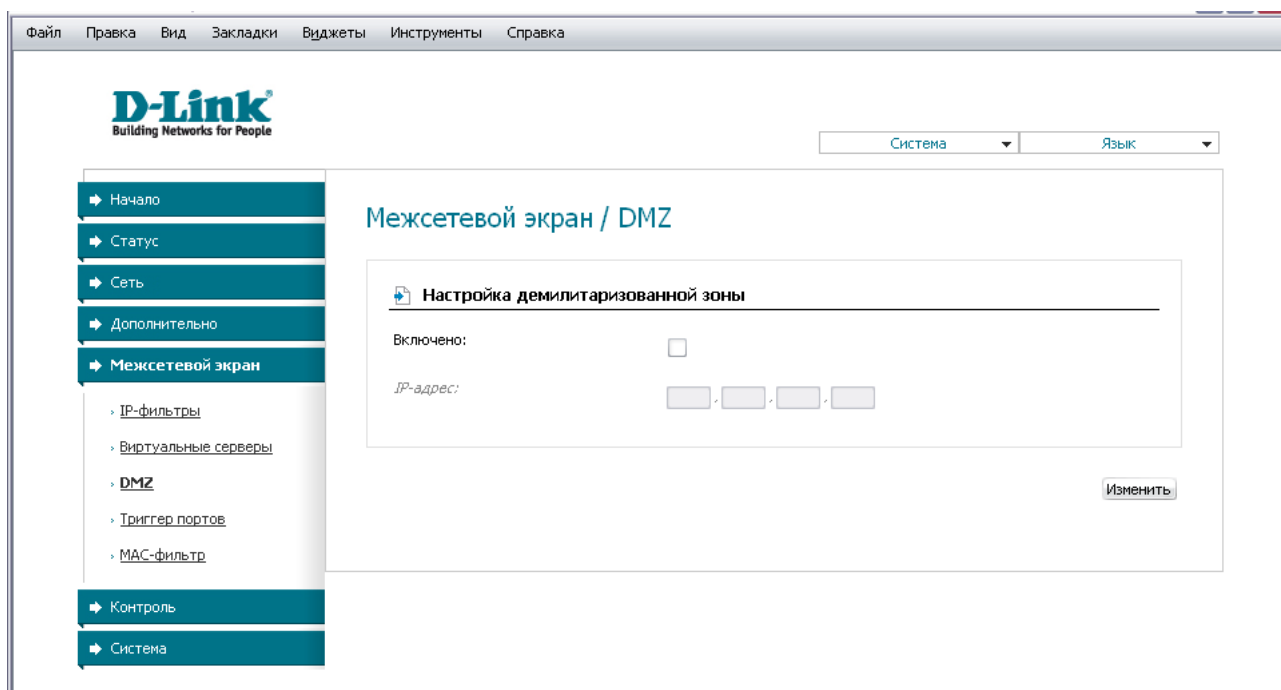 Файл Правка Вид Закладки Виджеты Инструменты Справка
D-Link®
Building Networks for People
Система Язык
Начало
Статус
Сеть
Дополнительно
Межсетевой экран
IP-фильтры
Виртуальные серверы
DMZ
Триггер портов
MAC-фильтр
Контроль
Система
Межсетевой экран / DMZ
Настройка демилитаризованной зоны
Включено:
IP-адрес: , , ,
Изменить